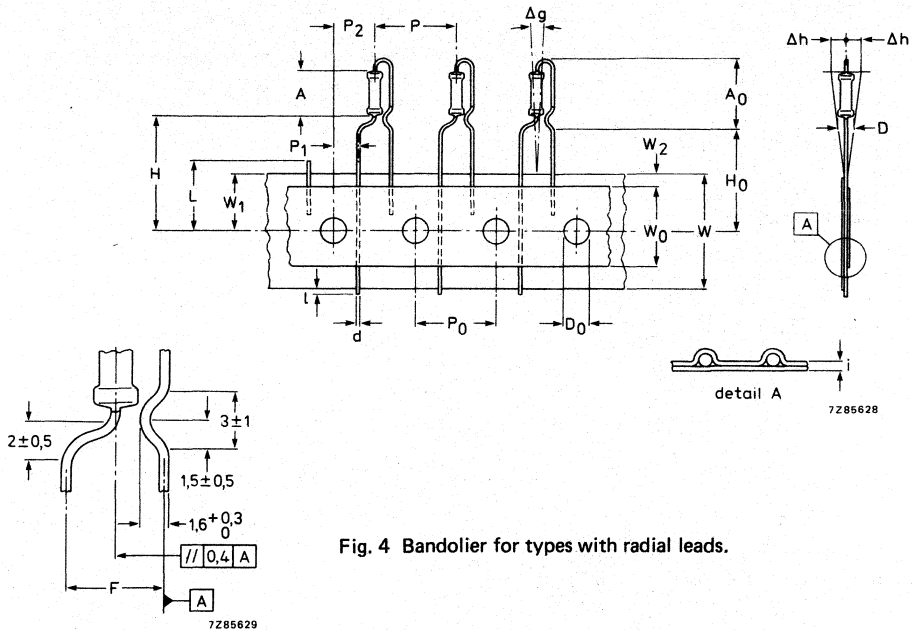 P₂
P
Δg
Δh
Δh
A
A₀
D
P₁
H
W₂
H₀
L
W₁
W₀
W
A
l
d
P₀
D₀
i
detail A
7Z85628
2±0,5
3±1
1,5±0,5
1,6 +0,3 0
// 0,4 A
F
A
7Z85629
Fig. 4 Bandolier for types with radial leads.